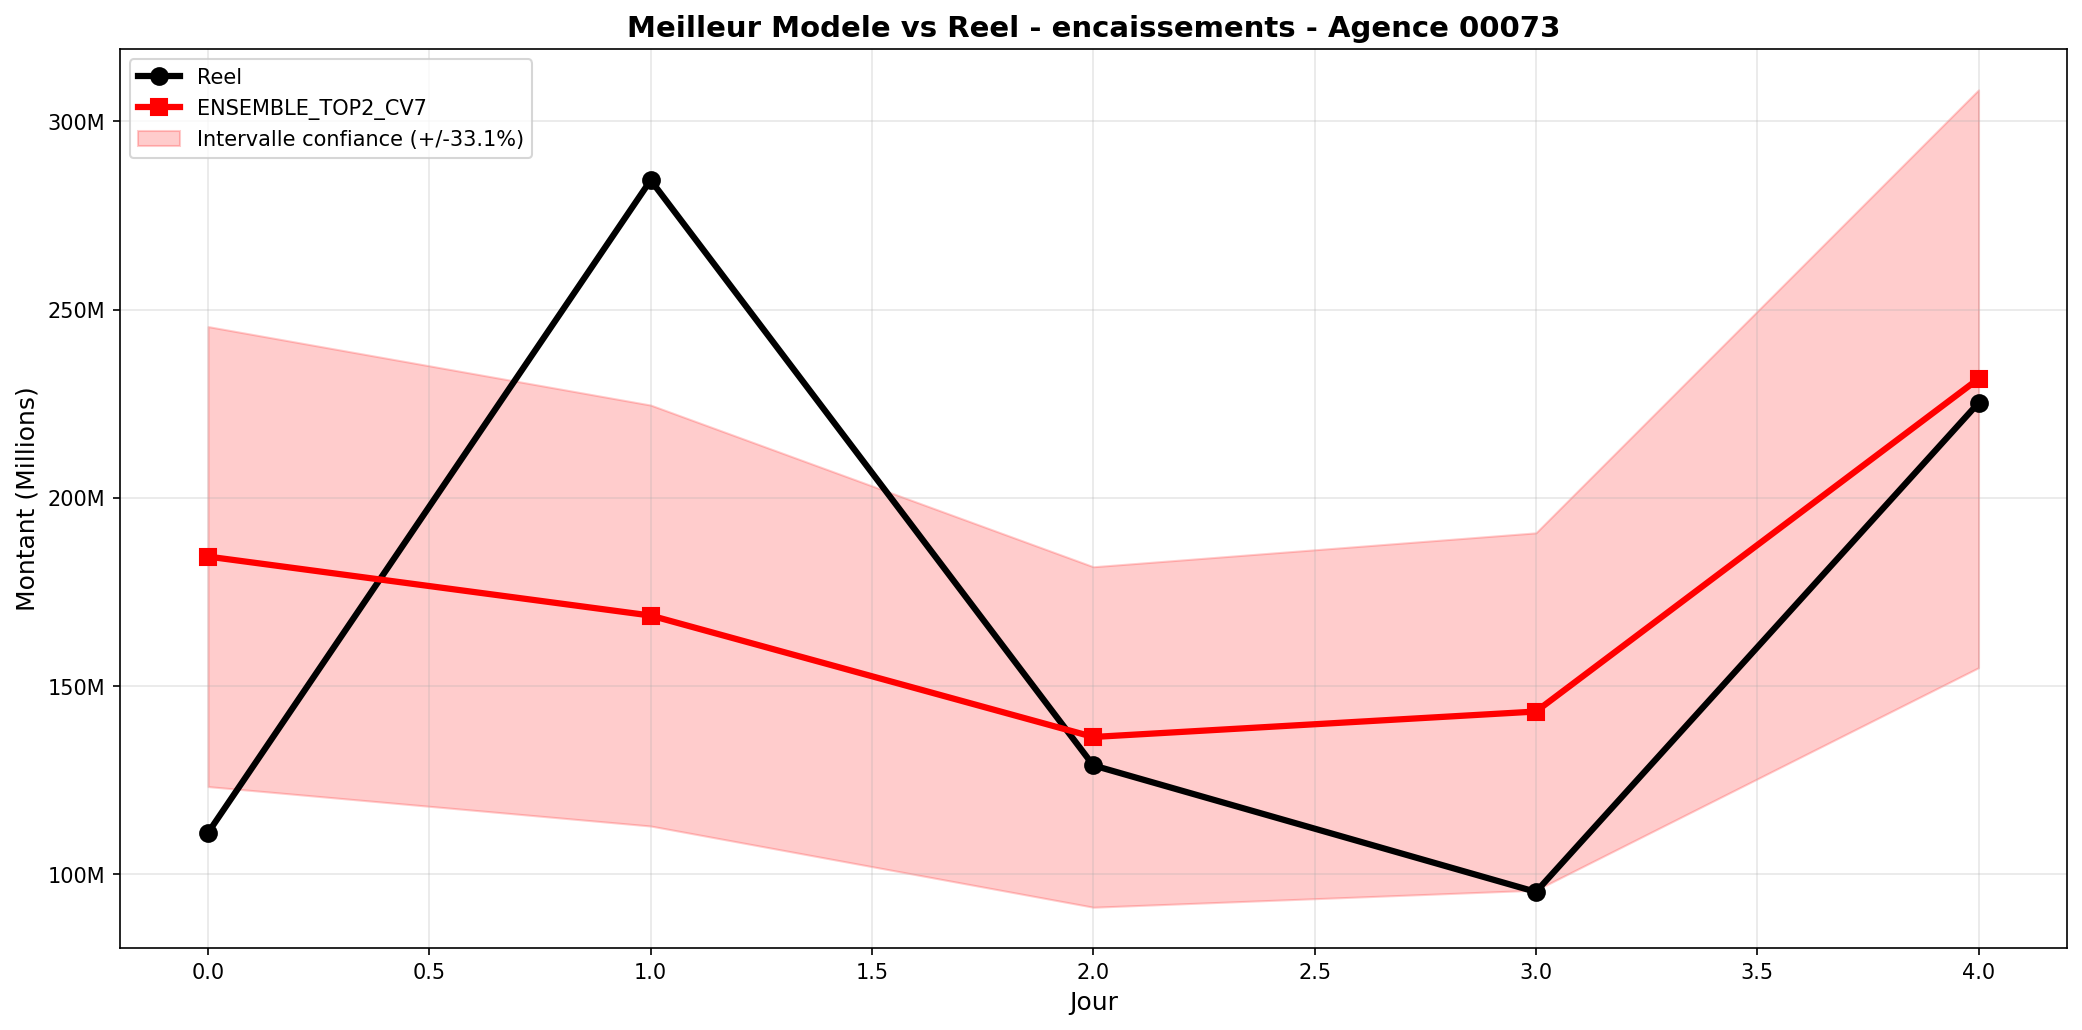 Meilleur Modele vs Reel - encaissements - Agence 00073
Reel
ENSEMBLE_TOP2_CV7
Intervalle confiance (+/-33.1%)
Montant (Millions)
300M
250M
200M
150M
100M
0.0 0.5 1.0 1.5 2.0 2.5 3.0 3.5 4.0
Jour